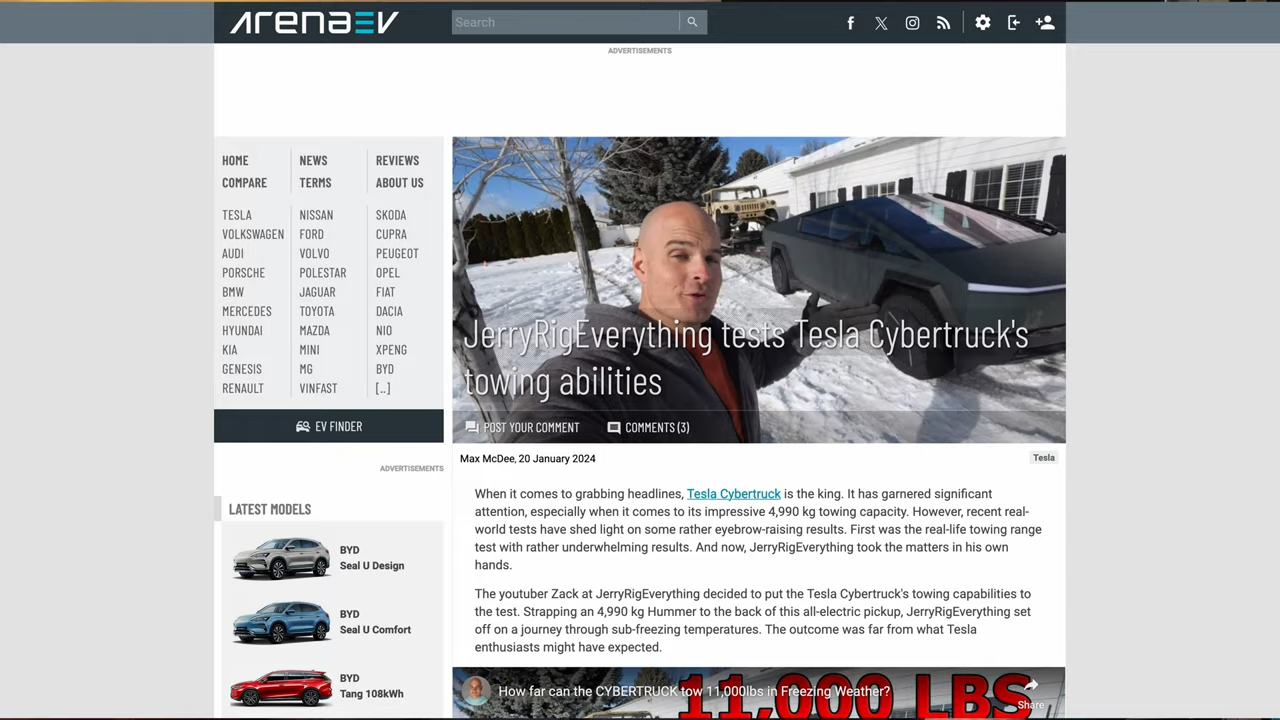 arenaEV
Search
ADVERTISEMENTS
HOME
NEWS
REVIEWS
COMPARE
TERMS
ABOUT US
TESLA
NISSAN
SKODA
VOLKSWAGEN
FORD
CUPRA
AUDI
VOLVO
PEUGEOT
PORSCHE
POLESTAR
OPEL
BMW
JAGUAR
FIAT
MERCEDES
TOYOTA
DACIA
HYUNDAI
MAZDA
NIO
KIA
MINI
XPENG
GENESIS
MG
BYD
RENAULT
VINFAST
[..]
EV FINDER
ADVERTISEMENTS
LATEST MODELS
BYD
Seal U Design
BYD
Seal U Comfort
BYD
Tang 108kWh
JerryRigEverything tests Tesla Cybertruck's
towing abilities
POST YOUR COMMENT
COMMENTS (3)
Max McDee, 20 January 2024
Tesla
When it comes to grabbing headlines, Tesla Cybertruck is the king. It has garnered significant
attention, especially when it comes to its impressive 4,990 kg towing capacity. However, recent real-
world tests have shed light on some rather eyebrow-raising results. First was the real-life towing range
test with rather underwhelming results. And now, JerryRigEverything took the matters in his own
hands.
The youtuber Zack at JerryRigEverything decided to put the Tesla Cybertruck's towing capabilities to
the test. Strapping an 4,990 kg Hummer to the back of this all-electric pickup, JerryRigEverything set
off on a journey through sub-freezing temperatures. The outcome was far from what Tesla
enthusiasts might have expected.
How far can the CYBERTRUCK tow 11,000lbs in Freezing Weather?
11,000 LBS
Share